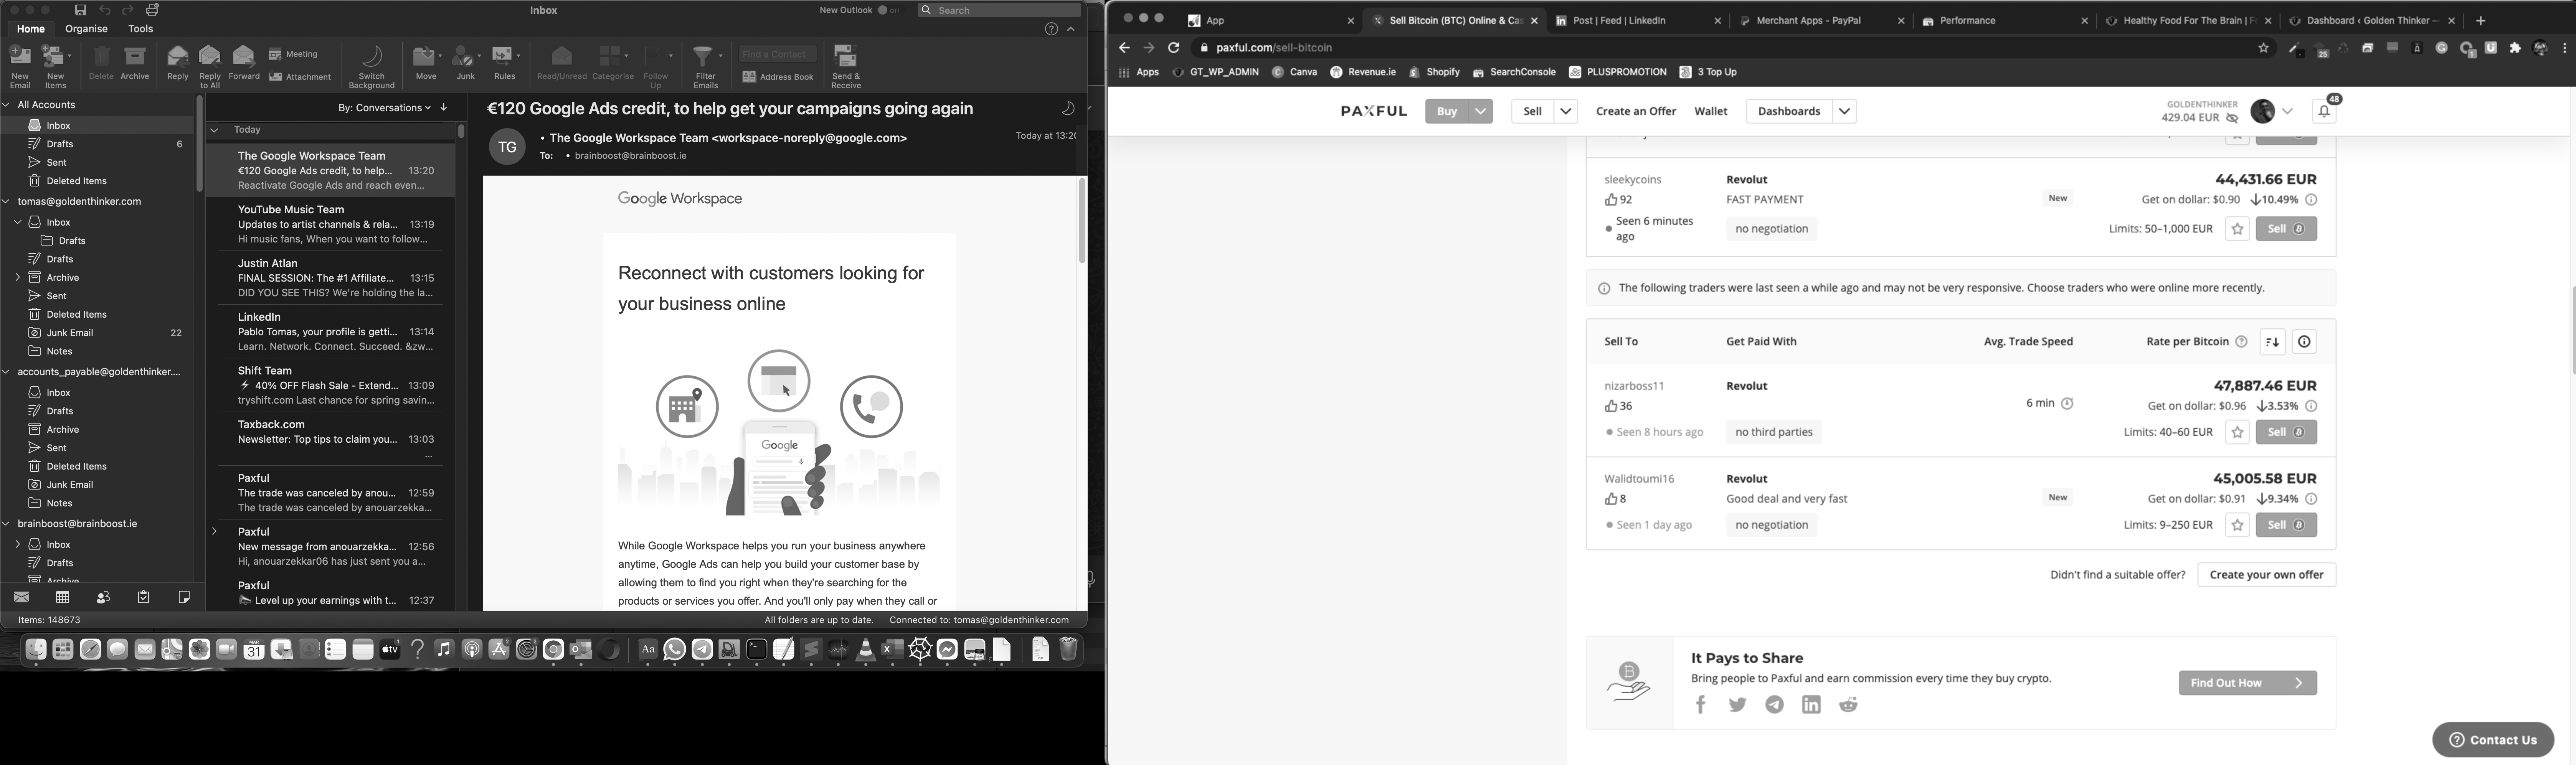 Inbox
New Outlook
on
Search
Home
Organise
Tools
New Email
New Items
Delete
Archive
Reply
Reply to All
Forward
Meeting
Attachment
Switch Background
Move
Junk
Rules
Read/Unread
Categorise
Follow Up
Filter Emails
Find a Contact
Address Book
Send & Receive
All Accounts
Inbox
Drafts 6
Sent
Deleted Items
tomas@goldenthinker.com
Inbox
Drafts
Drafts
Archive
Sent
Deleted Items
Junk Email 22
Notes
accounts_payable@goldenthinker....
Inbox
Drafts
Archive
Sent
Deleted Items
Junk Email
Notes
brainboost@brainboost.ie
Inbox
Drafts
Archive
Items: 148673
By: Conversations
Today
The Google Workspace Team
€120 Google Ads credit, to help... 13:20
Reactivate Google Ads and reach even...
YouTube Music Team
Updates to artist channels & rela... 13:19
Hi music fans, When you want to follow...
Justin Atlan
FINAL SESSION: The #1 Affiliate... 13:15
DID YOU SEE THIS? We're holding the la...
LinkedIn
Pablo Tomas, your profile is getti... 13:14
Learn. Network. Connect. Succeed. &zw...
Shift Team
⚡ 40% OFF Flash Sale - Extend... 13:09
tryshift.com Last chance for spring savin...
Taxback.com
Newsletter: Top tips to claim you... 13:03
...
Paxful
The trade was canceled by anou... 12:59
The trade was canceled by anouarzekka...
Paxful
New message from anouarzekka... 12:56
Hi, anouarzekkar06 has just sent you a...
Paxful
Level up your earnings with t... 12:37
€120 Google Ads credit, to help get your campaigns going again
TG
The Google Workspace Team <workspace-noreply@google.com>
Today at 13:20
To: brainboost@brainboost.ie
Google Workspace
Reconnect with customers looking for
your business online
Google
While Google Workspace helps you run your business anywhere
anytime, Google Ads can help you build your customer base by
allowing them to find you right when they're searching for the
products or services you offer. And you'll only pay when they call or
All folders are up to date.
Connected to: tomas@goldenthinker.com
MAR
31
tv
Aa
App
Sell Bitcoin (BTC) Online & Cas
Post | Feed | LinkedIn
Merchant Apps - PayPal
Performance
Healthy Food For The Brain | Fe
Dashboard ‹ Golden Thinker —
paxful.com/sell-bitcoin
25
Apps
GT_WP_ADMIN
Canva
Revenue.ie
Shopify
SearchConsole
PLUSPROMOTION
3 Top Up
PAXFUL
Buy
Sell
Create an Offer
Wallet
Dashboards
GOLDENTHINKER
429.04 EUR
48
sleekycoins
92
Seen 6 minutes
ago
Revolut
FAST PAYMENT
no negotiation
New
44,431.66 EUR
Get on dollar: $0.90 ↓10.49%
Limits: 50–1,000 EUR
Sell
The following traders were last seen a while ago and may not be very responsive. Choose traders who were online more recently.
Sell To
Get Paid With
Avg. Trade Speed
Rate per Bitcoin
nizarboss11
36
Seen 8 hours ago
Revolut
no third parties
6 min
47,887.46 EUR
Get on dollar: $0.96 ↓3.53%
Limits: 40–60 EUR
Sell
Walidtoumi16
8
Seen 1 day ago
Revolut
Good deal and very fast
no negotiation
New
45,005.58 EUR
Get on dollar: $0.91 ↓9.34%
Limits: 9–250 EUR
Sell
Didn't find a suitable offer?
Create your own offer
It Pays to Share
Bring people to Paxful and earn commission every time they buy crypto.
Find Out How
Contact Us